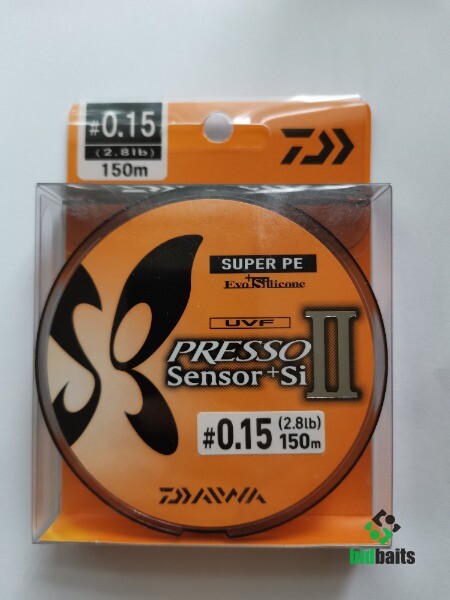 #0.15
(2.8lb)
150m
SUPER PE
Evo+Silicone
UVF
PRESSO II
Sensor+Si
#0.15 (2.8lb)
150m
DAIWA
bidbaits